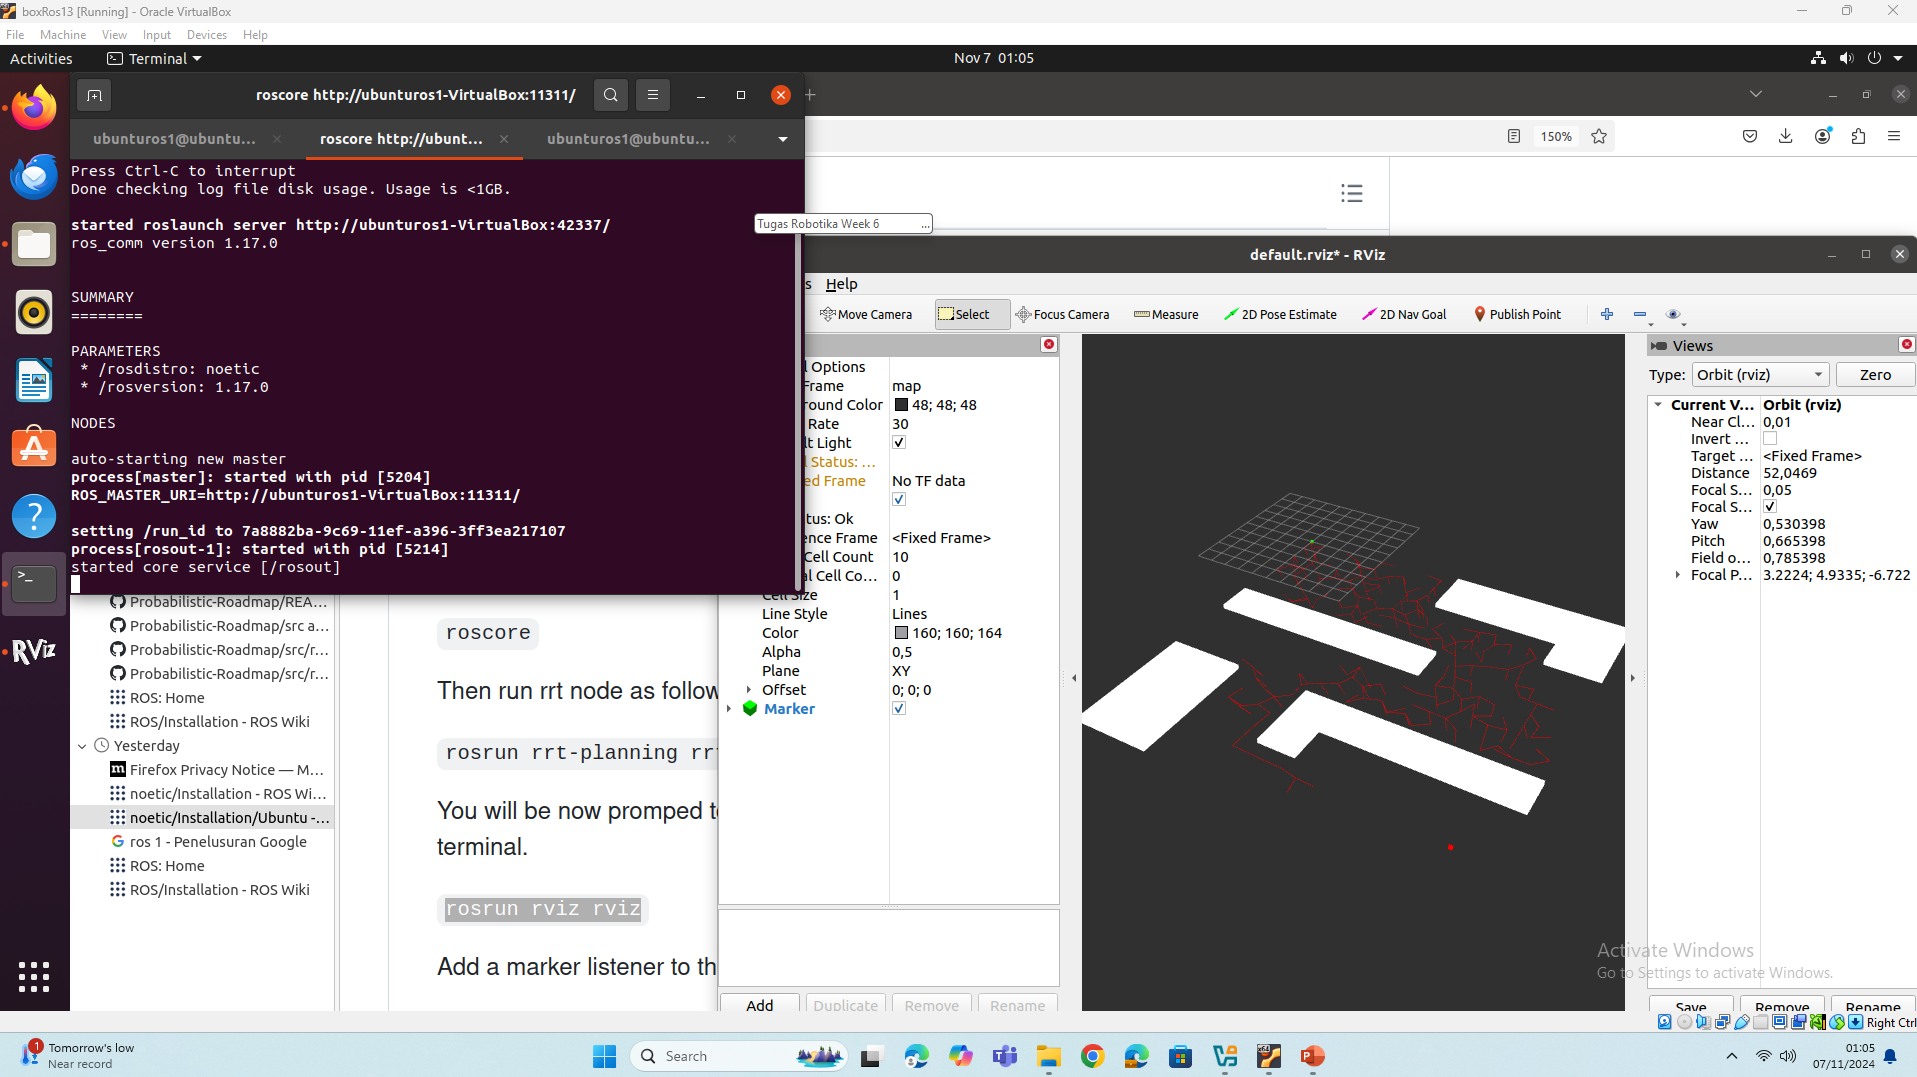 boxRos13 [Running] - Oracle VirtualBox
File Machine View Input Devices Help
Activities Terminal Nov 7 01:05
roscore http://ubunturos1-VirtualBox:11311/
ubunturos1@ubuntu... roscore http://ubunt... ubunturos1@ubuntu...
150%
Press Ctrl-C to interrupt
Done checking log file disk usage. Usage is <1GB.
started roslaunch server http://ubunturos1-VirtualBox:42337/
ros_comm version 1.17.0
SUMMARY
========
PARAMETERS
* /rosdistro: noetic
* /rosversion: 1.17.0
NODES
auto-starting new master
process[master]: started with pid [5204]
ROS_MASTER_URI=http://ubunturos1-VirtualBox:11311/
setting /run_id to 7a8882ba-9c69-11ef-a396-3ff3ea217107
process[rosout-1]: started with pid [5214]
started core service [/rosout]
Tugas Robotika Week 6 ...
RViz
Probabilistic-Roadmap/REA...
Probabilistic-Roadmap/src a...
Probabilistic-Roadmap/src/r...
Probabilistic-Roadmap/src/r...
ROS: Home
ROS/Installation - ROS Wiki
Yesterday
Firefox Privacy Notice — M...
noetic/Installation - ROS Wi...
noetic/Installation/Ubuntu -...
ros 1 - Penelusuran Google
ROS: Home
ROS/Installation - ROS Wiki
roscore
Then run rrt node as follow
rosrun rrt-planning rr
You will be now promped t
terminal.
rosrun rviz rviz
Add a marker listener to th
default.rviz* - RViz
s Help
Move Camera Select Focus Camera Measure 2D Pose Estimate 2D Nav Goal Publish Point
l Options
Frame map
round Color 48; 48; 48
Rate 30
lt Light
l Status: ...
ed Frame No TF data
tus: Ok
ence Frame <Fixed Frame>
Cell Count 10
al Cell Co... 0
Cell Size 1
Line Style Lines
Color 160; 160; 164
Alpha 0,5
Plane XY
Offset 0; 0; 0
Marker
Add Duplicate Remove Rename
Views
Type: Orbit (rviz) Zero
Current V... Orbit (rviz)
Near Cl... 0,01
Invert ...
Target ... <Fixed Frame>
Distance 52,0469
Focal S... 0,05
Focal S...
Yaw 0,530398
Pitch 0,665398
Field o... 0,785398
Focal P... 3.2224; 4.9335; -6.722
Save Remove Rename
Activate Windows
Go to Settings to activate Windows.
Right Ctrl
1
Tomorrow's low
Near record
Search
01:05
07/11/2024